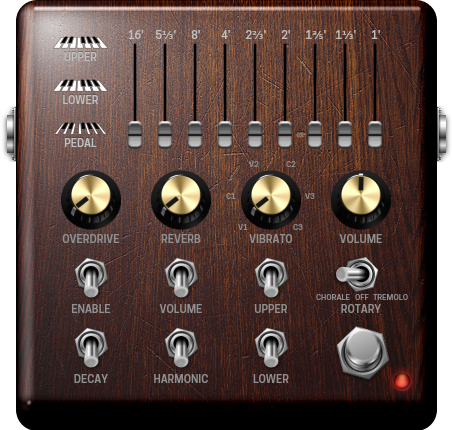 16' 5⅓' 8' 4' 2⅔' 2' 1⅗' 1⅓' 1'
UPPER
LOWER
PEDAL
V2 C2
C1 V3
V1 C3
OVERDRIVE REVERB VIBRATO VOLUME
CHORALE OFF TREMOLO
ENABLE VOLUME UPPER ROTARY
DECAY HARMONIC LOWER